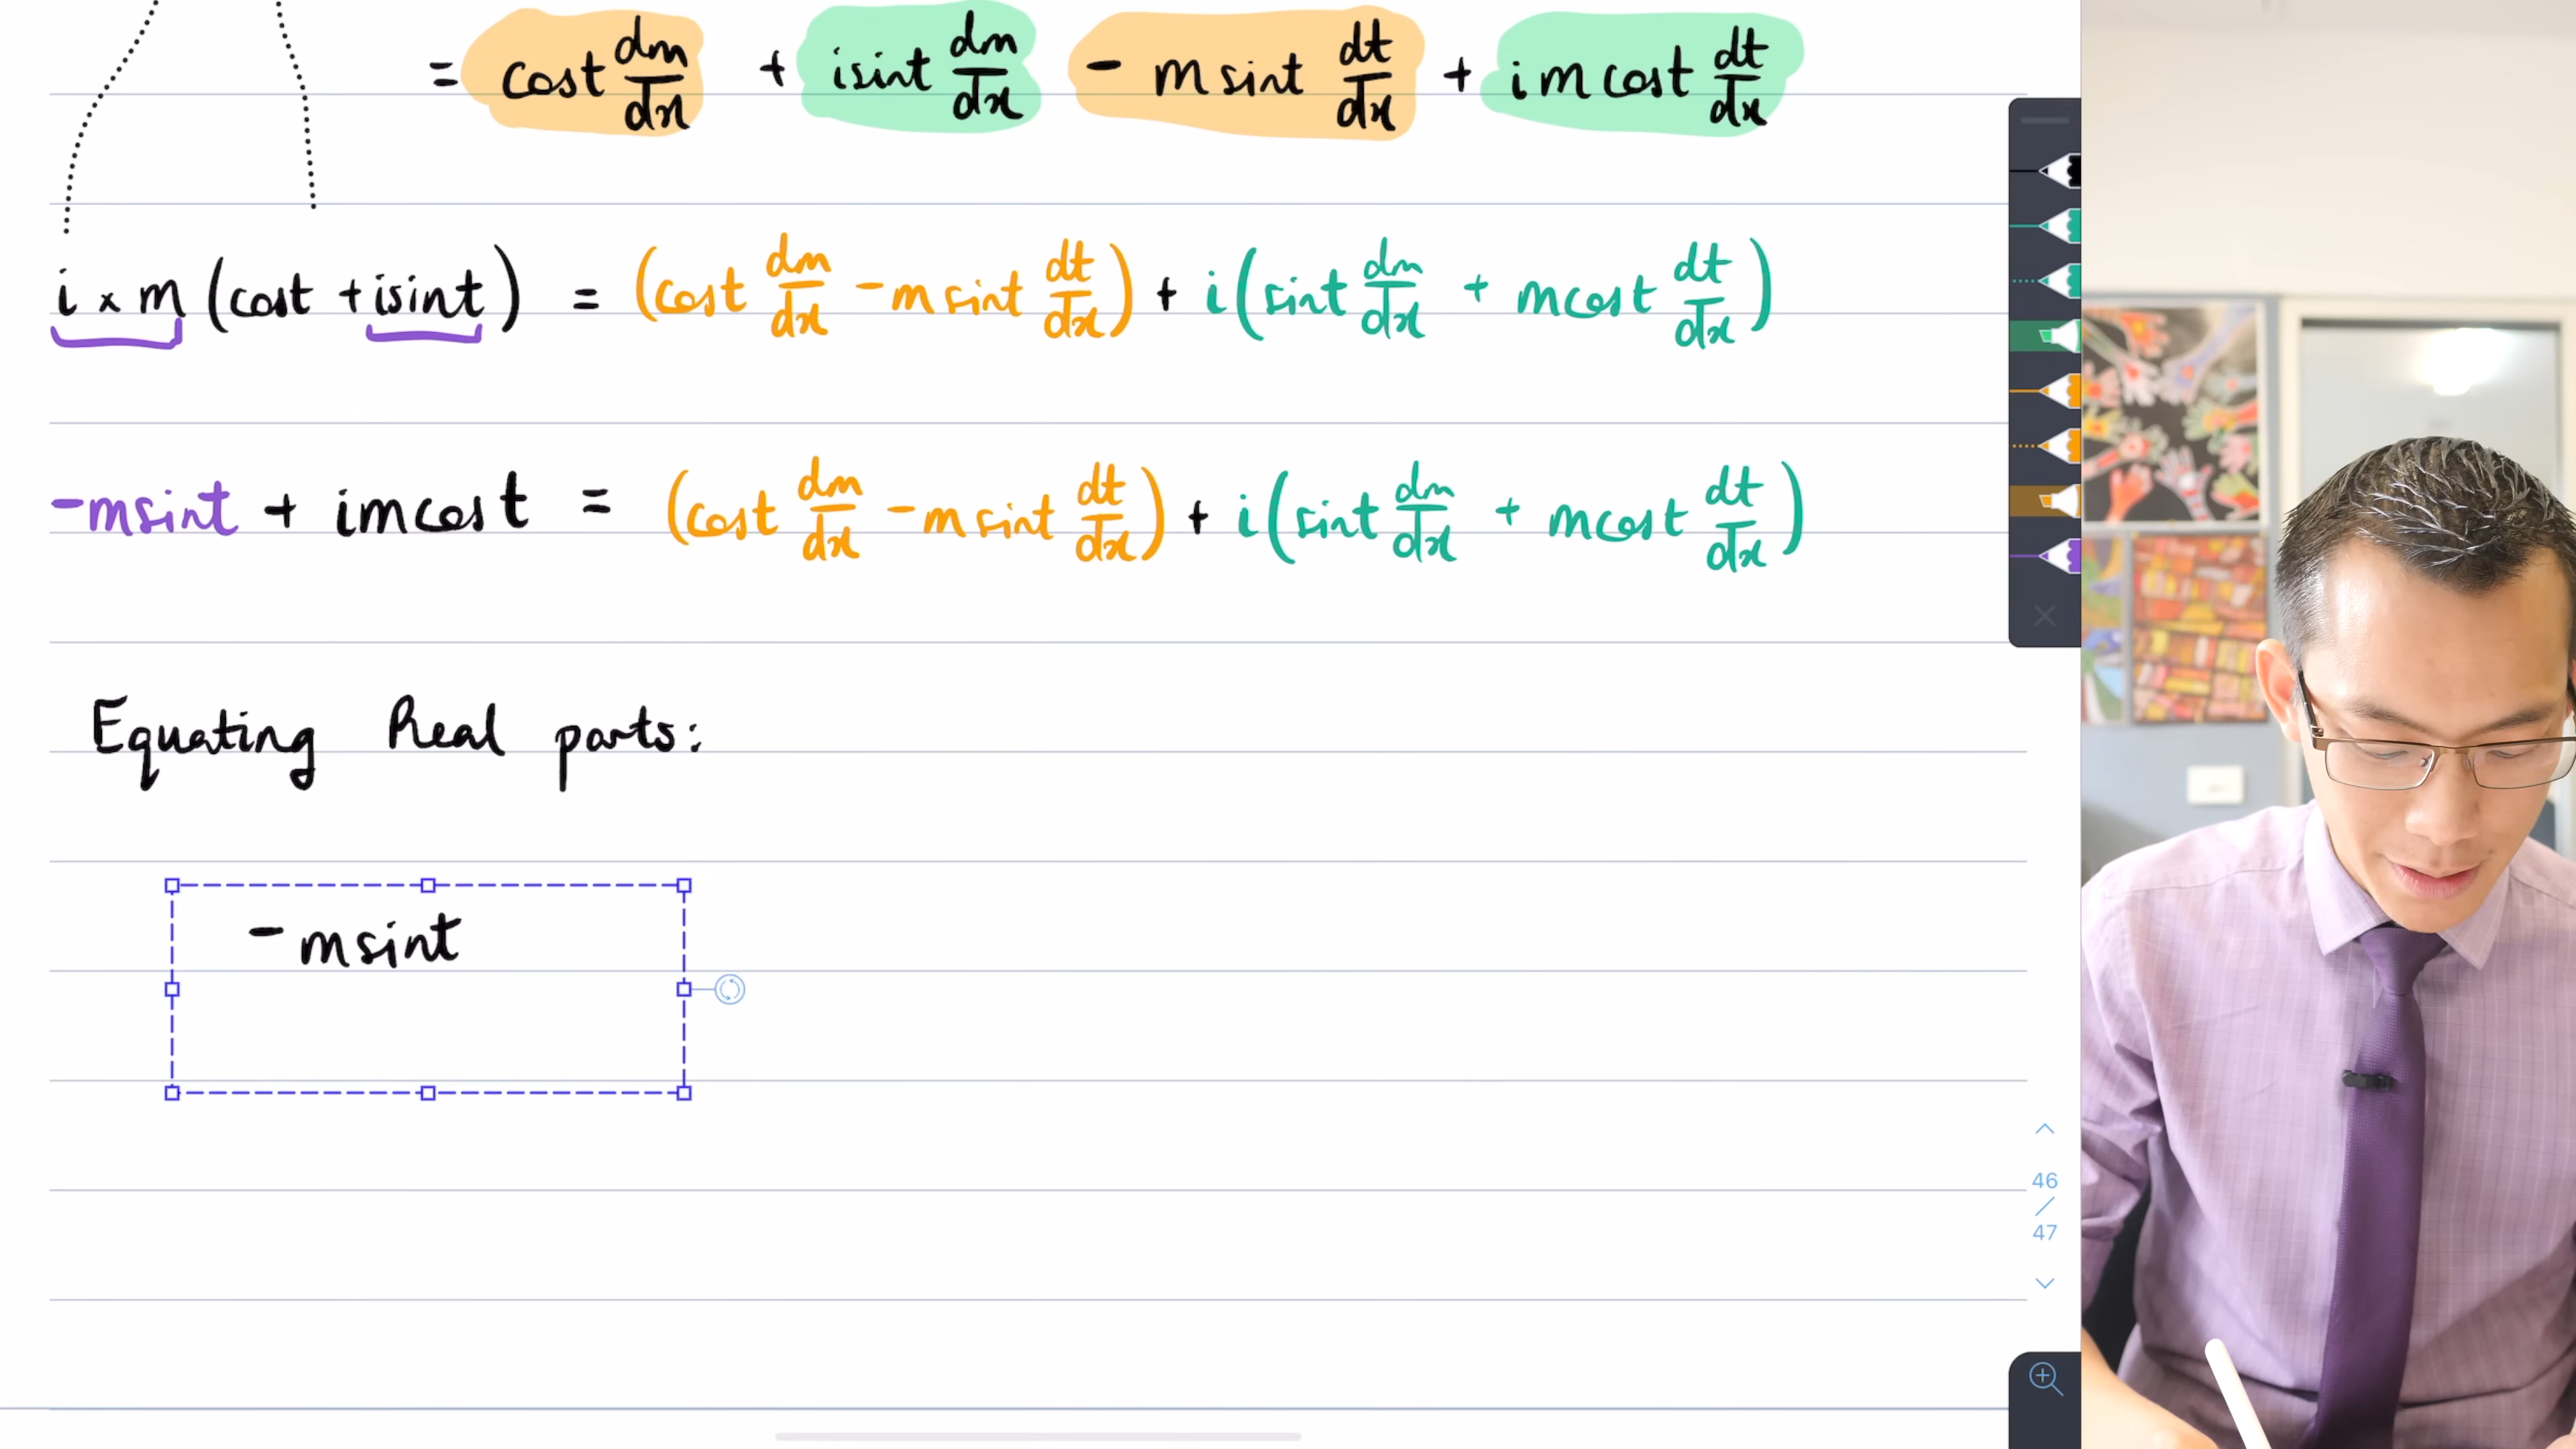 = cost dm/dx + isint dm/dx - msint dt/dx + imcost dt/dx
i × m (cost + isint) = (cost dm/dx - msint dt/dx) + i(sint dm/dx + mcost dt/dx)
-msint + imcost = (cost dm/dx - msint dt/dx) + i(sint dm/dx + mcost dt/dx)
Equating Real parts:
-msint
46
/
47